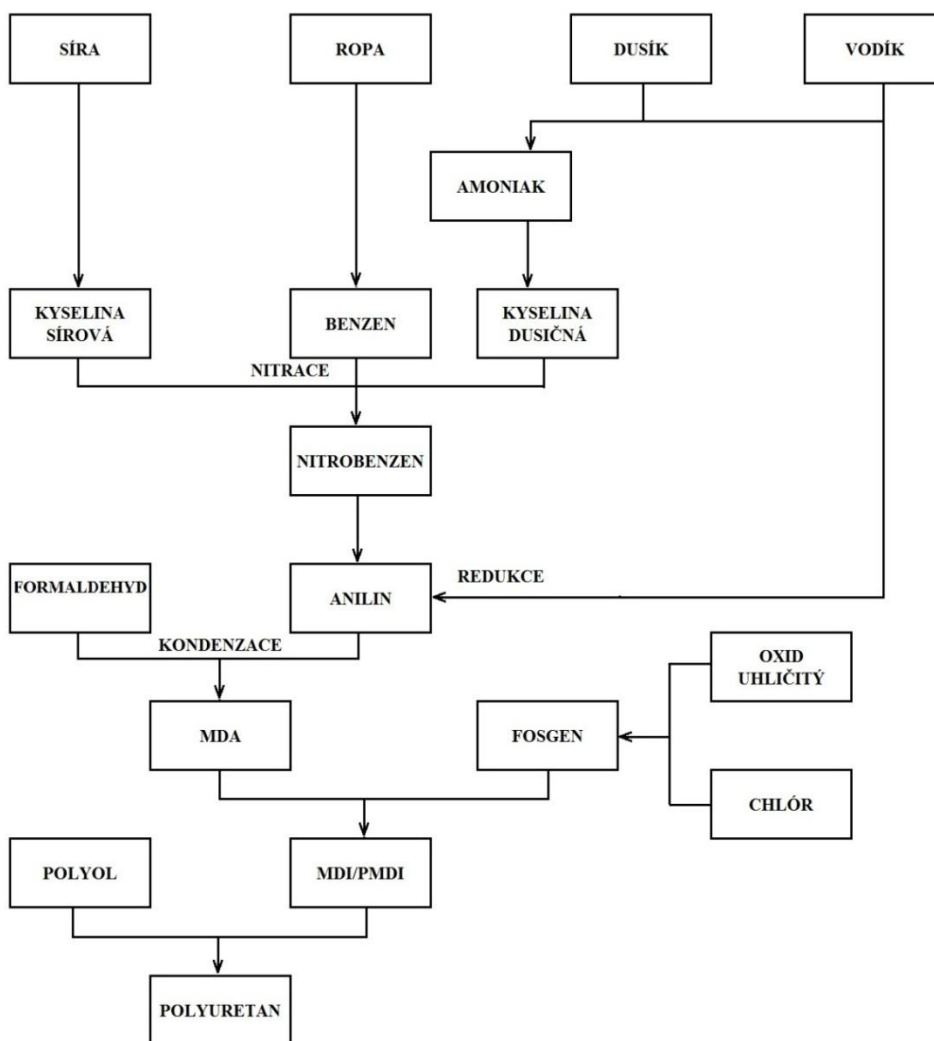 SÍRA
ROPA
DUSÍK
VODÍK
AMONIAK
KYSELINA
SÍROVÁ
BENZEN
KYSELINA
DUSIČNÁ
NITRACE
NITROBENZEN
FORMALDEHYD
ANILIN
REDUKCE
KONDENZACE
OXID
UHLIČITÝ
MDA
FOSGEN
CHLÓR
POLYOL
MDI/PMDI
POLYURETAN